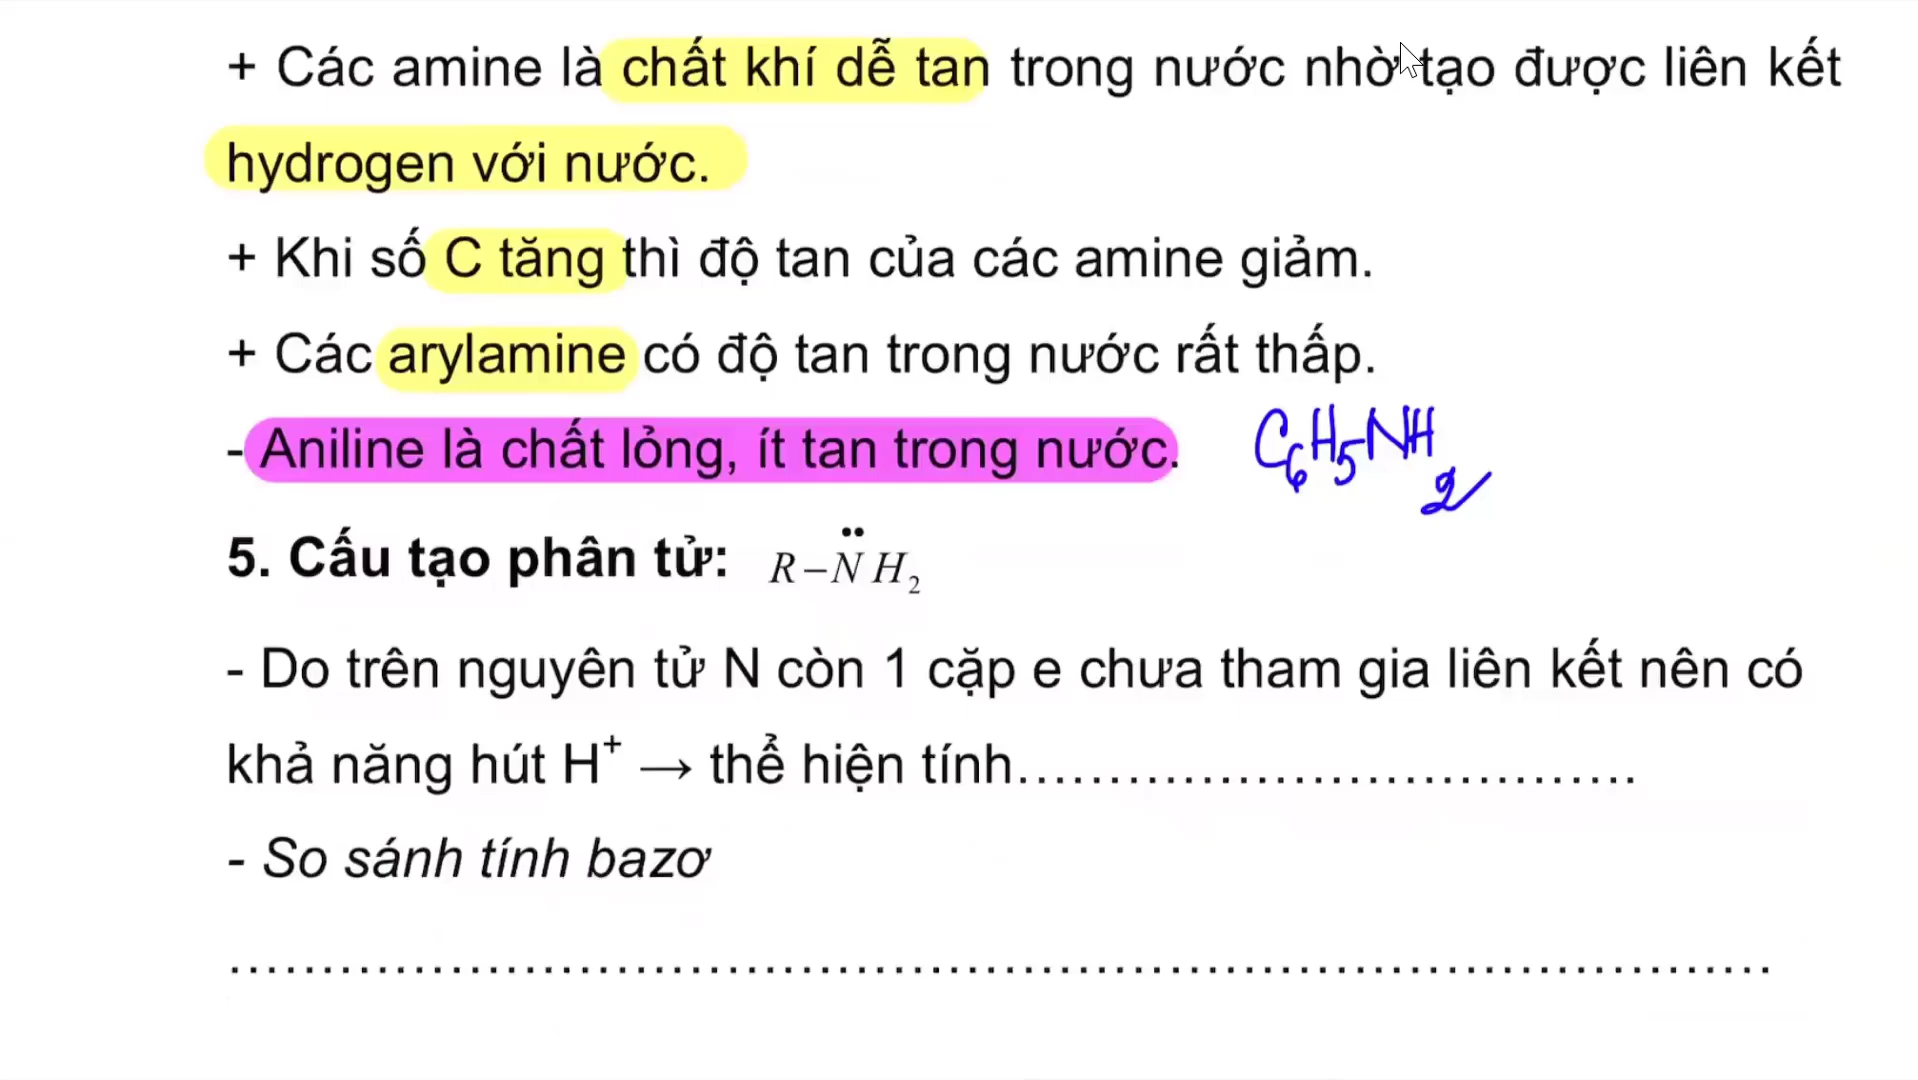 + Các amine là chất khí dễ tan trong nước nhờ tạo được liên kết
hydrogen với nước.
+ Khi số C tăng thì độ tan của các amine giảm.
+ Các arylamine có độ tan trong nước rất thấp.
- Aniline là chất lỏng, ít tan trong nước. C₆H₅NH₂
5. Cấu tạo phân tử: R–N̈H₂
- Do trên nguyên tử N còn 1 cặp e chưa tham gia liên kết nên có
khả năng hút H⁺ → thể hiện tính..................................
- So sánh tính bazơ
....................................................................................